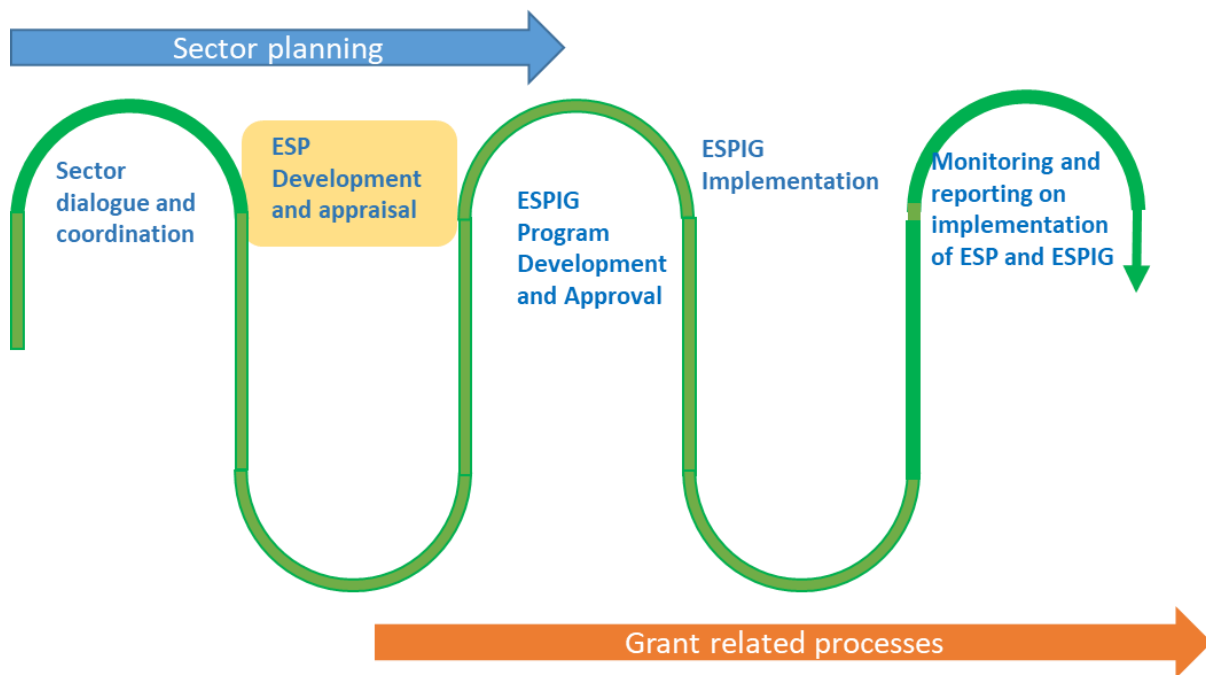 Sector planning
Sector
dialogue and
coordination
ESP
Development
and appraisal
ESPIG
Program
Development
and Approval
ESPIG
Implementation
Monitoring and
reporting on
implementation
of ESP and ESPIG
Grant related processes